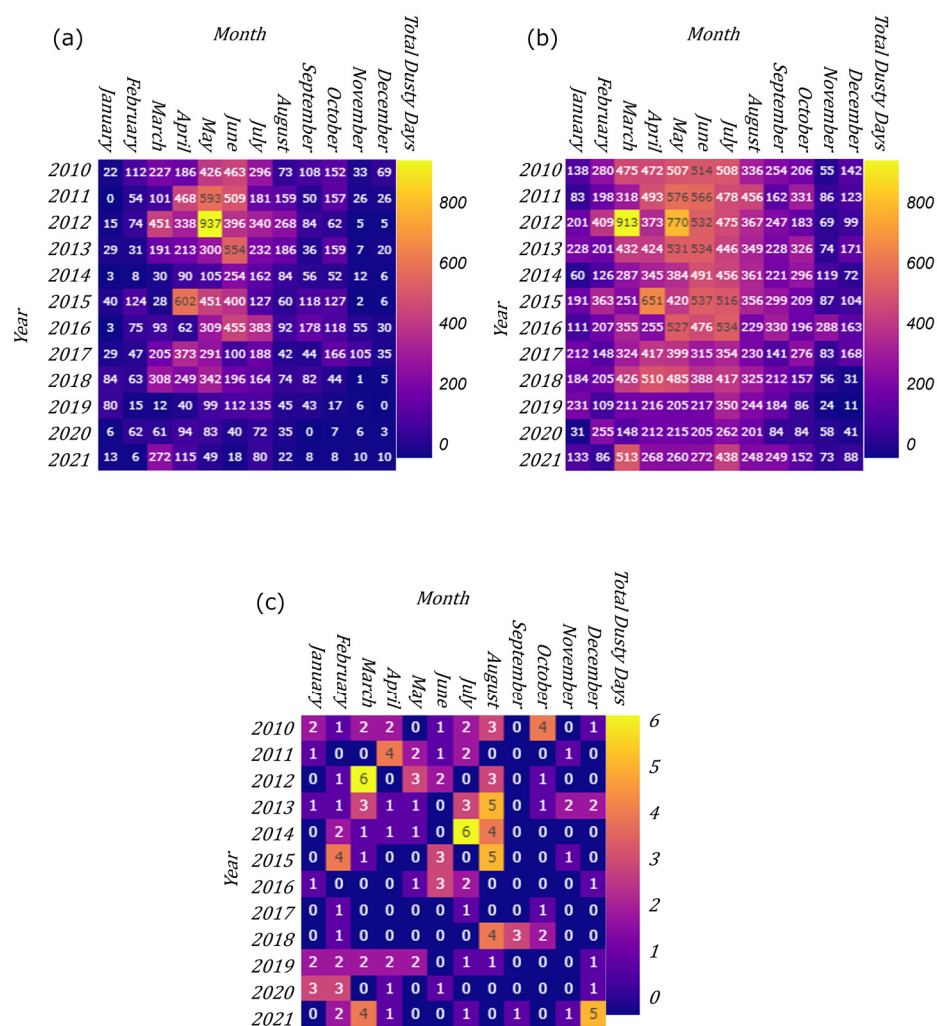 (a)
Month
January February March April May June July August September October November December Total Dusty Days
Year
2010 22 112 227 186 426 463 296 73 108 152 33 69
2011 0 54 101 468 593 509 181 159 50 157 26 26
2012 15 74 451 338 937 396 340 268 84 62 5 5
2013 29 31 191 213 300 554 232 186 36 159 7 20
2014 3 8 30 90 105 254 162 84 56 52 12 6
2015 40 124 28 602 451 400 127 60 118 127 2 6
2016 3 75 93 62 309 455 383 92 178 118 55 30
2017 29 47 205 373 291 100 188 42 44 166 105 35
2018 84 63 308 249 342 196 164 74 82 44 1 5
2019 80 15 12 40 99 112 135 45 43 17 6 0
2020 6 62 61 94 83 40 72 35 0 7 6 3
2021 13 6 272 115 49 18 80 22 8 8 10 10
800
600
400
200
0
(b)
Month
January February March April May June July August September October November December Total Dusty Days
Year
2010 138 280 475 472 507 514 508 336 254 206 55 142
2011 83 198 318 493 576 566 478 456 162 331 86 123
2012 201 409 913 373 770 532 475 367 247 183 69 99
2013 228 201 432 424 531 534 446 349 228 326 74 171
2014 60 126 287 345 384 491 456 361 221 296 119 72
2015 191 363 251 651 420 537 516 356 299 209 87 104
2016 111 207 355 255 527 476 534 229 330 196 288 163
2017 212 148 324 417 399 315 354 230 141 276 83 168
2018 184 205 426 510 485 388 417 325 212 157 56 31
2019 231 109 211 216 205 217 350 244 184 86 24 11
2020 31 255 148 212 215 205 262 201 84 84 58 41
2021 133 86 513 268 260 272 438 248 249 152 73 88
800
600
400
200
0
(c)
Month
January February March April May June July August September October November December Total Dusty Days
Year
2010 2 1 2 2 0 1 2 3 0 4 0 1
2011 1 0 0 4 2 1 2 0 0 0 1 0
2012 0 1 6 0 3 2 0 3 0 1 0 0
2013 1 1 3 1 1 0 3 5 0 1 2 2
2014 0 2 1 1 1 0 6 4 0 0 0 0
2015 0 4 1 0 0 3 0 5 0 0 1 0
2016 1 0 0 0 1 3 2 0 0 0 0 1
2017 0 1 0 0 0 0 1 0 0 1 0 0
2018 0 1 0 0 0 0 0 4 3 2 0 0
2019 2 2 2 2 2 0 1 1 0 0 0 1
2020 3 3 0 1 0 1 0 0 0 0 0 1
2021 0 2 4 1 0 0 1 0 1 0 1 5
6
5
4
3
2
1
0